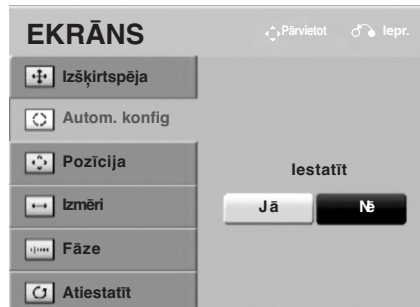 EKRĀNS
Pārvietot Iepr.
Izšķirtspēja
Autom. konfig
Pozīcija
Izmēri
Fāze
Atiestatīt
Iestatīt
Jā Nē